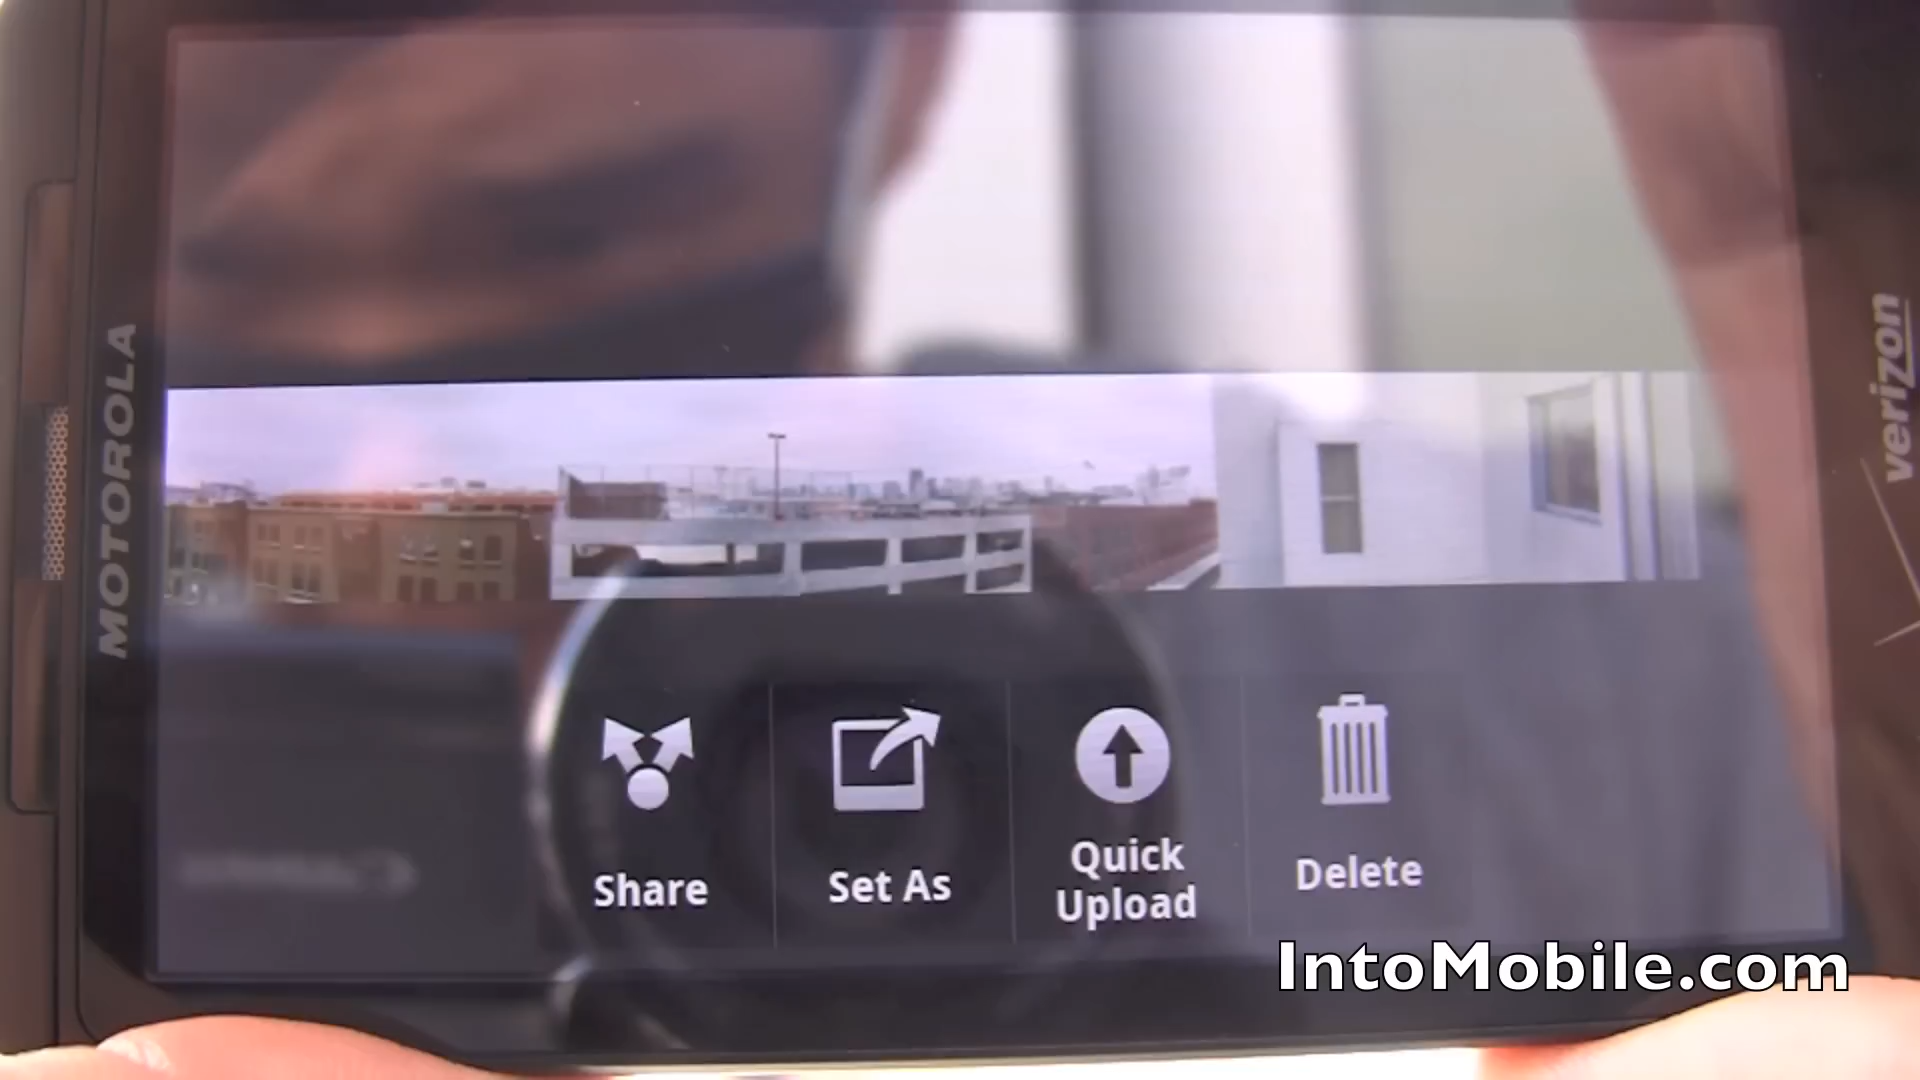 MOTOROLA
verizon
Share
Set As
Quick
Upload
Delete
IntoMobile.com